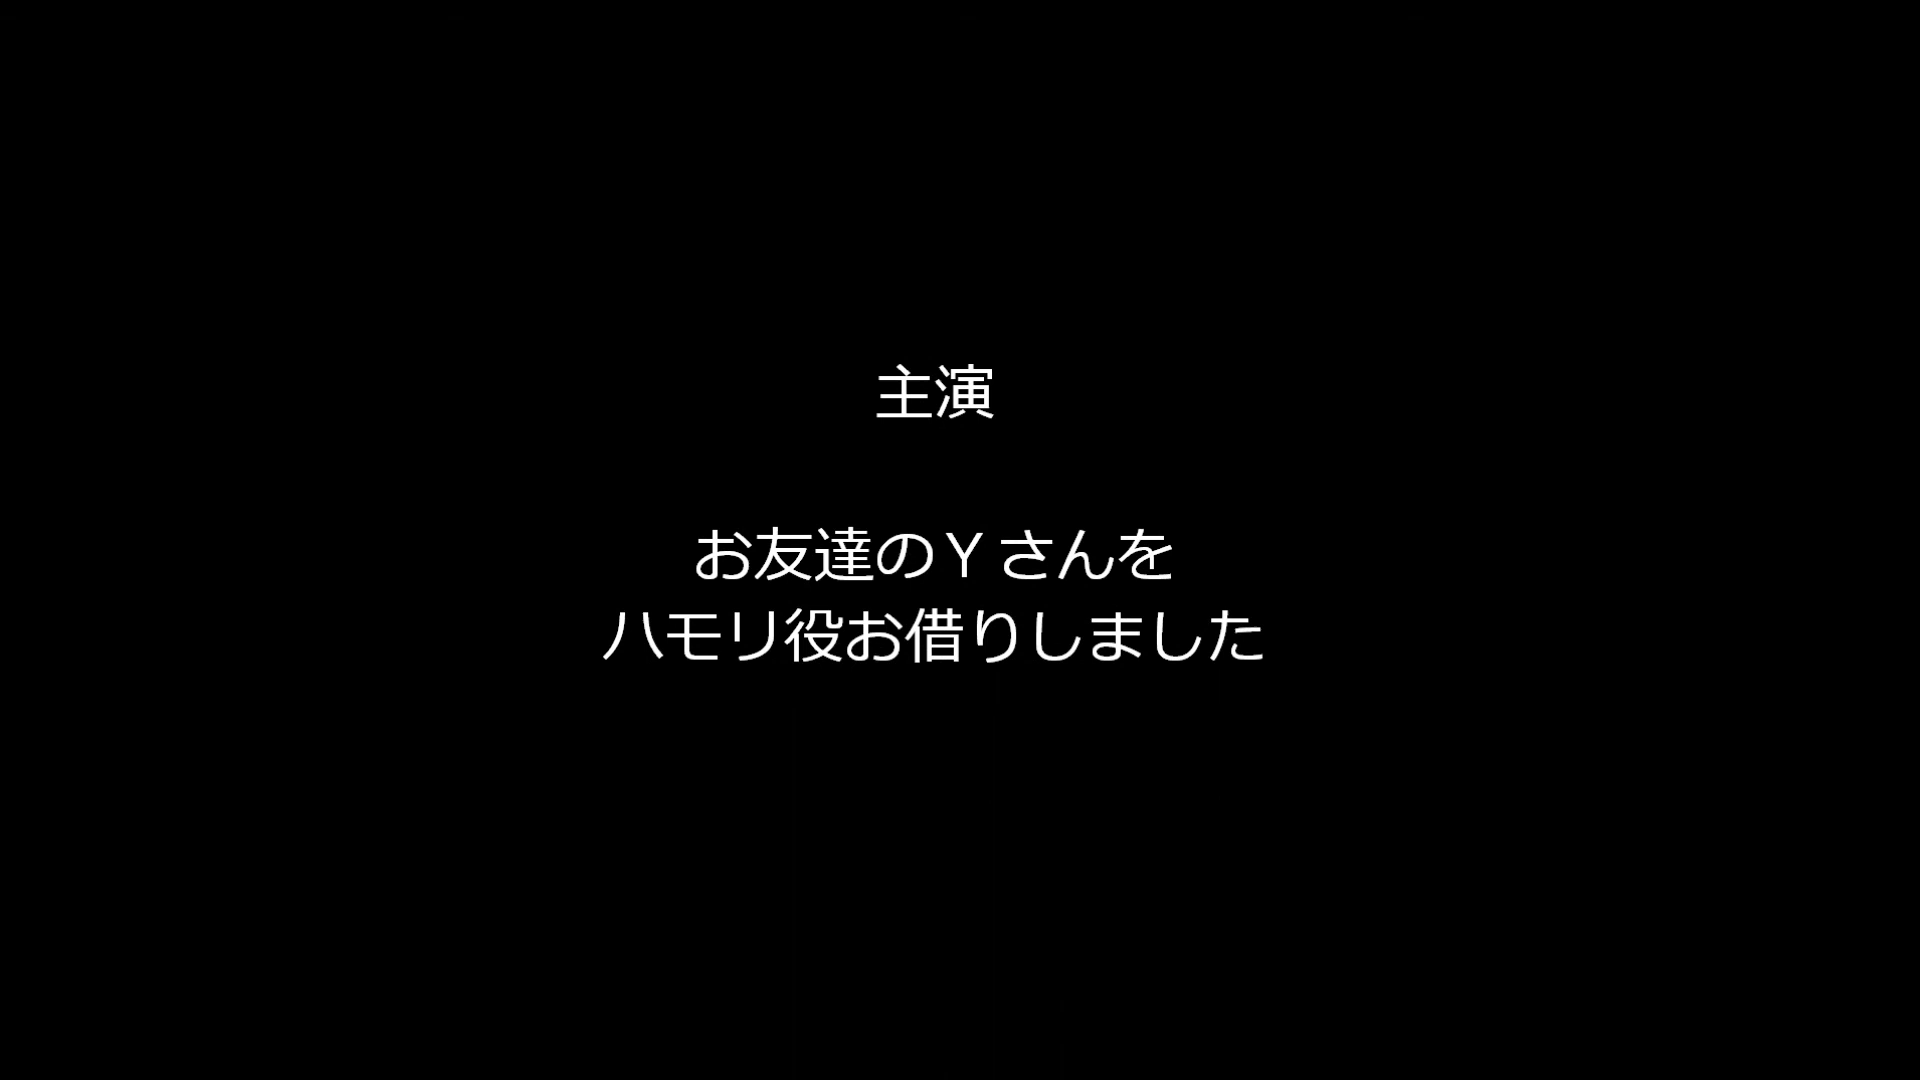 主演
お友達のＹさんを
ハモリ役お借りしました